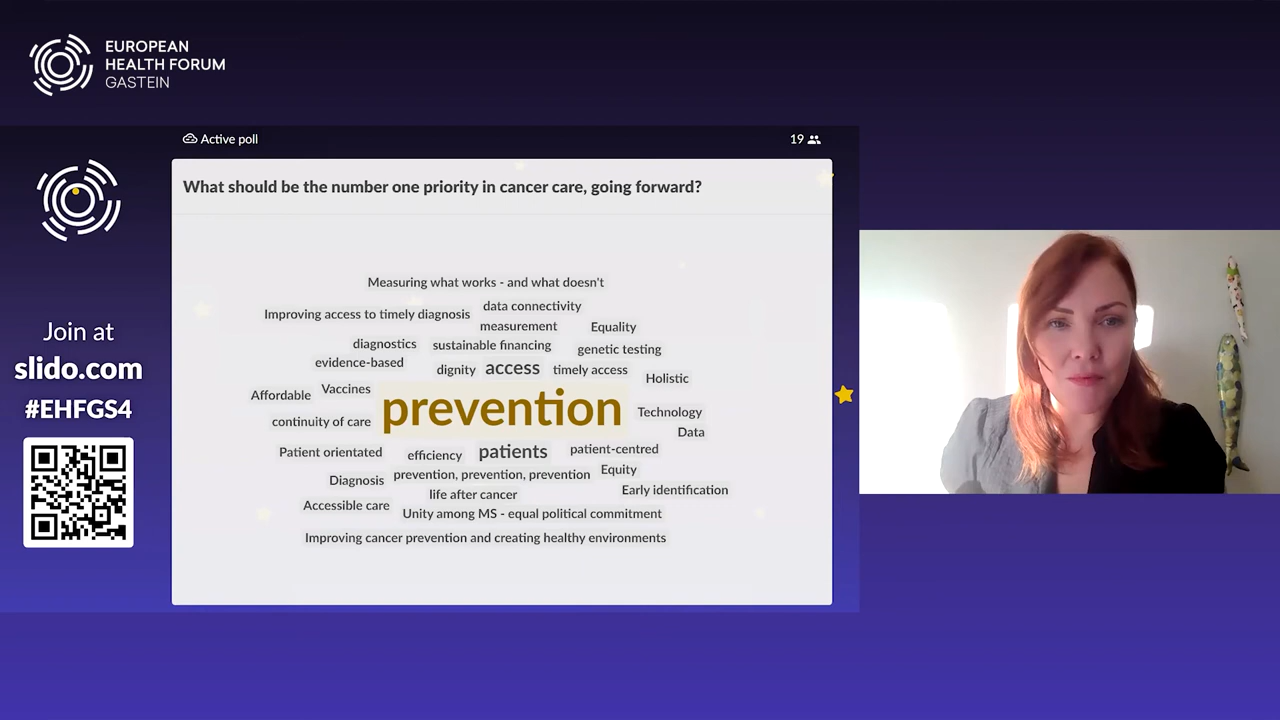 EUROPEAN
HEALTH FORUM
GASTEIN
Active poll
19
What should be the number one priority in cancer care, going forward?
Measuring what works - and what doesn't
data connectivity
Improving access to timely diagnosis
measurement
Equality
diagnostics
sustainable financing
genetic testing
evidence-based
dignity
access
timely access
Holistic
Affordable
Vaccines
prevention
Technology
continuity of care
Data
Patient orientated
efficiency
patients
patient-centred
Diagnosis
prevention, prevention, prevention
Equity
life after cancer
Early identification
Accessible care
Unity among MS - equal political commitment
Improving cancer prevention and creating healthy environments
Join at
slido.com
#EHFGS4